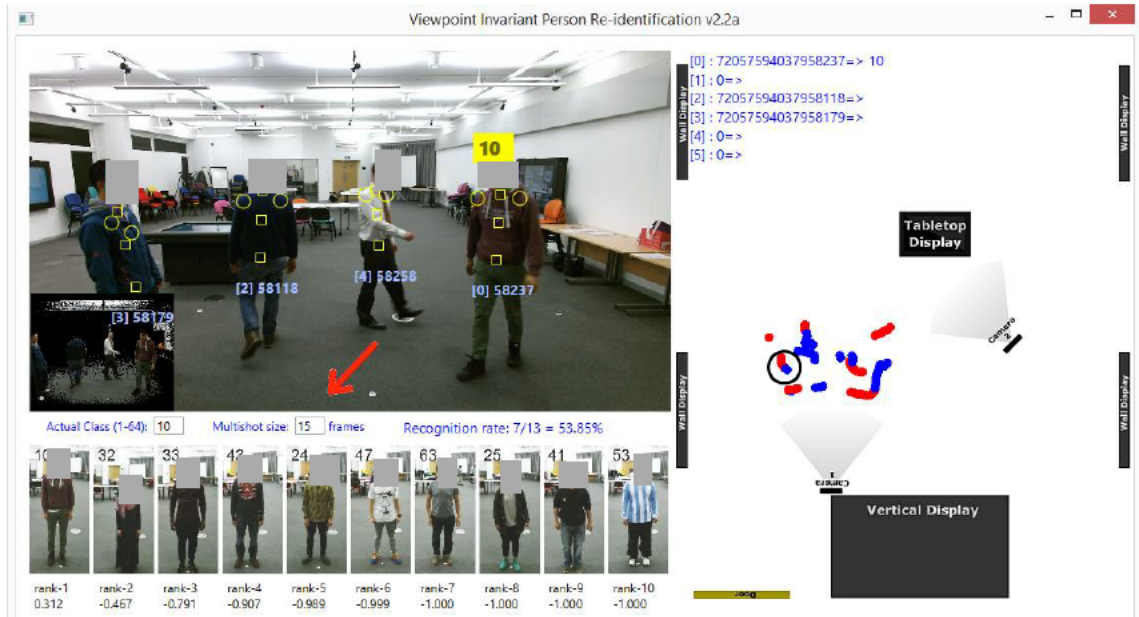 Viewpoint Invariant Person Re-identification v2.2a
[0] : 72057594037958237=> 10
[1] : 0=>
[2] : 72057594037958118=>
[3] : 72057594037958179=>
[4] : 0=>
[5] : 0=>
Wall Display
Wall Display
10
[4] 58258
[2] 58118
[0] 58237
[3] 58179
Tabletop
Display
Camera
2
Wall Display
Wall Display
Actual Class (1-64): 10 Multishot size: 15 frames Recognition rate: 7/13 = 53.85%
10 32 33 42 24 47 63 25 41 53
Camera
1
Vertical Display
rank-1 rank-2 rank-3 rank-4 rank-5 rank-6 rank-7 rank-8 rank-9 rank-10
0.312 -0.467 -0.791 -0.907 -0.989 -0.999 -1.000 -1.000 -1.000 -1.000
Door